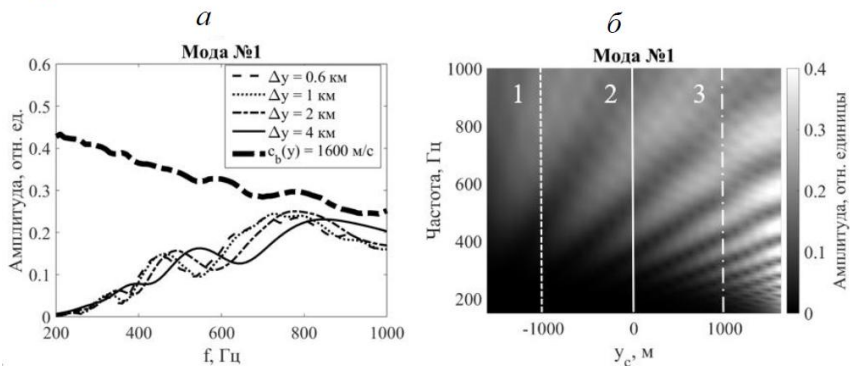 а
Мода №1
0.6
0.5
0.4
0.3
0.2
0.1
0
Амплитуда, отн. ед.
Δy = 0.6 км
Δy = 1 км
Δy = 2 км
Δy = 4 км
c_b(y) = 1600 м/с
200 400 600 800 1000
f, Гц
б
Мода №1
1000
800
600
400
200
Частота, Гц
1 2 3
-1000 0 1000
y_c, м
0.4
0.3
0.2
0.1
0
Амплитуда, отн. единицы